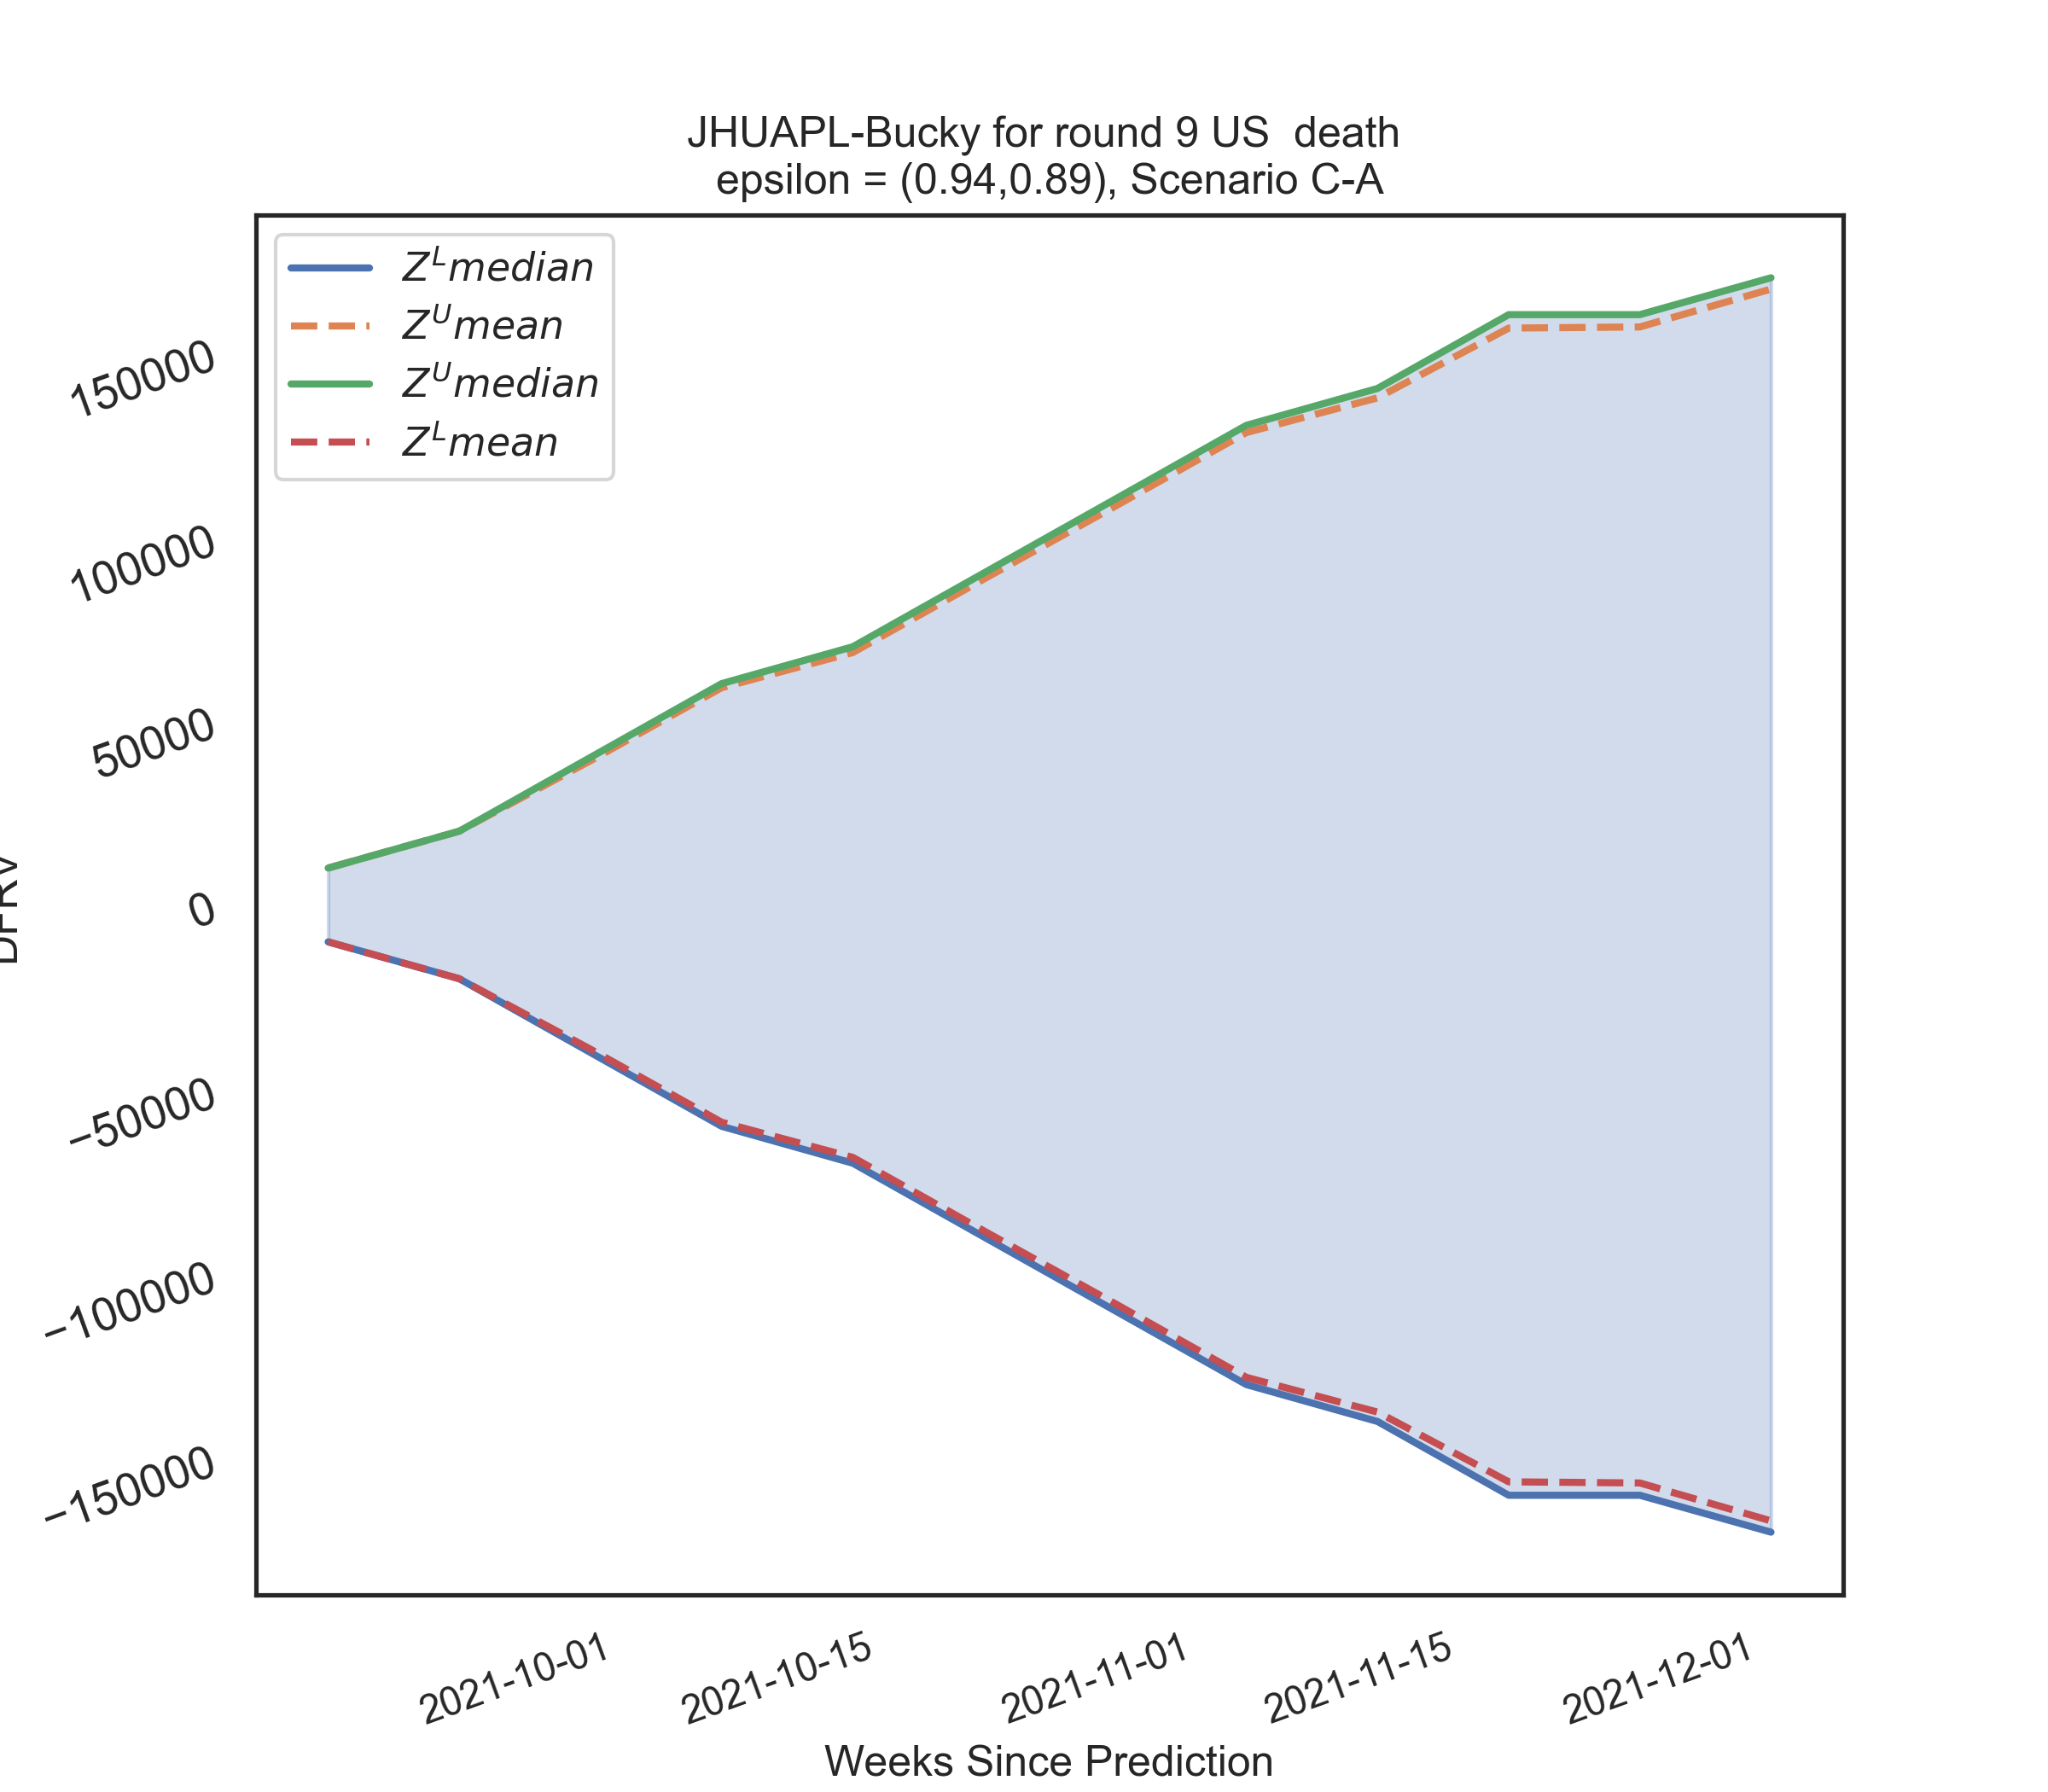 JHUAPL-Bucky for round 9 US  death
epsilon = (0.94,0.89), Scenario C-A
Z^L median
Z^U mean
Z^U median
Z^L mean
150000
100000
50000
0
−50000
−100000
−150000
2021-10-01
2021-10-15
2021-11-01
2021-11-15
2021-12-01
Weeks Since Prediction